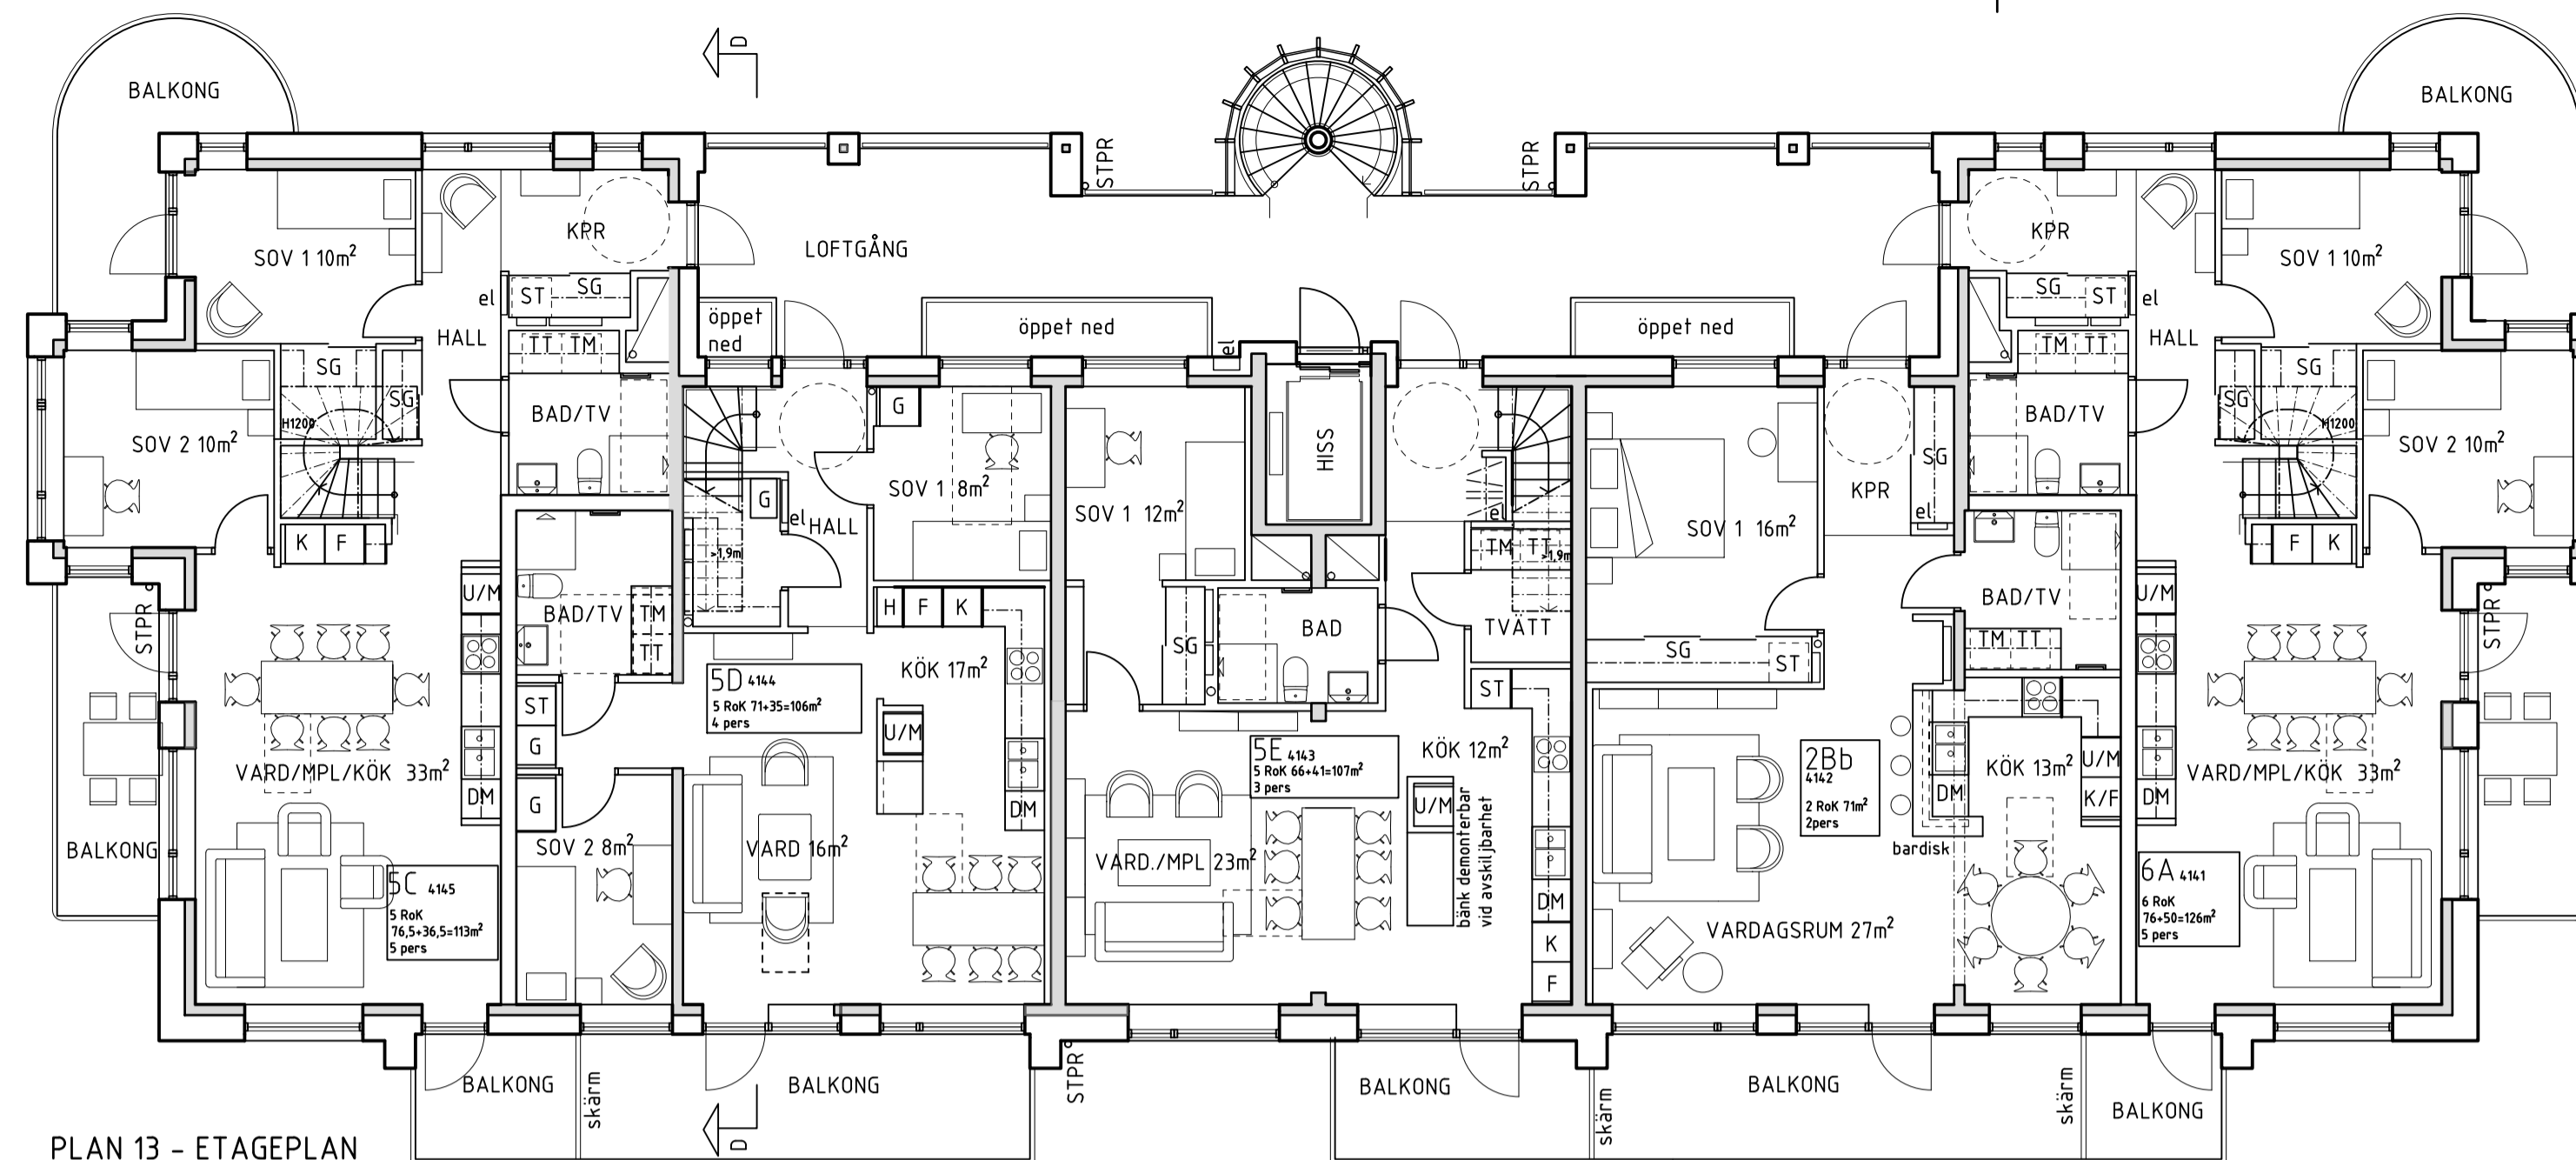 BALKONG
D
STPR
STPR
BALKONG
SOV 1 10m²
KPR
LOFTGÅNG
KPR
SOV 1 10m²
el
ST
SG
HALL
TT
TM
öppet
ned
öppet ned
el
öppet ned
SG
ST
el
HALL
TM
TT
SG
SG
H1200
SOV 2 10m²
BAD/TV
G
SOV 1 8m²
HISS
SG
KPR
BAD/TV
SG
SG
H1200
SOV 2 10m²
G
el
HALL
SOV 1 12m²
el
SOV 1 16m²
el
K
F
>1,9m
TM
TT
>1,9m
F
K
STPR
U/M
BAD/TV
TM
TT
H
F
K
SG
BAD
TVÄTT
BAD/TV
TM
TT
U/M
STPR
SG
ST
5D 4144
5 RoK 71+35=106m²
4 pers
KÖK 17m²
ST
ST
G
U/M
5E 4143
5 RoK 66+41=107m²
3 pers
KÖK 12m²
2Bb
4142
2 RoK 71m²
2pers
KÖK 13m²
U/M
K/F
DM
VARD/MPL/KÖK 33m²
DM
G
DM
U/M
bänk demonterbar
vid avskiljbarhet
bardisk
DM
VARD/MPL/KÖK 33m²
BALKONG
SOV 2 8m²
VARD 16m²
VARD./MPL 23m²
DM
K
F
5C 4145
5 RoK
76,5+36,5=113m²
5 pers
VARDAGSRUM 27m²
6A 4141
6 RoK
76+50=126m²
5 pers
BALKONG
skärm
BALKONG
STPR
BALKONG
skärm
BALKONG
skärm
BALKONG
D
PLAN 13 - ETAGEPLAN